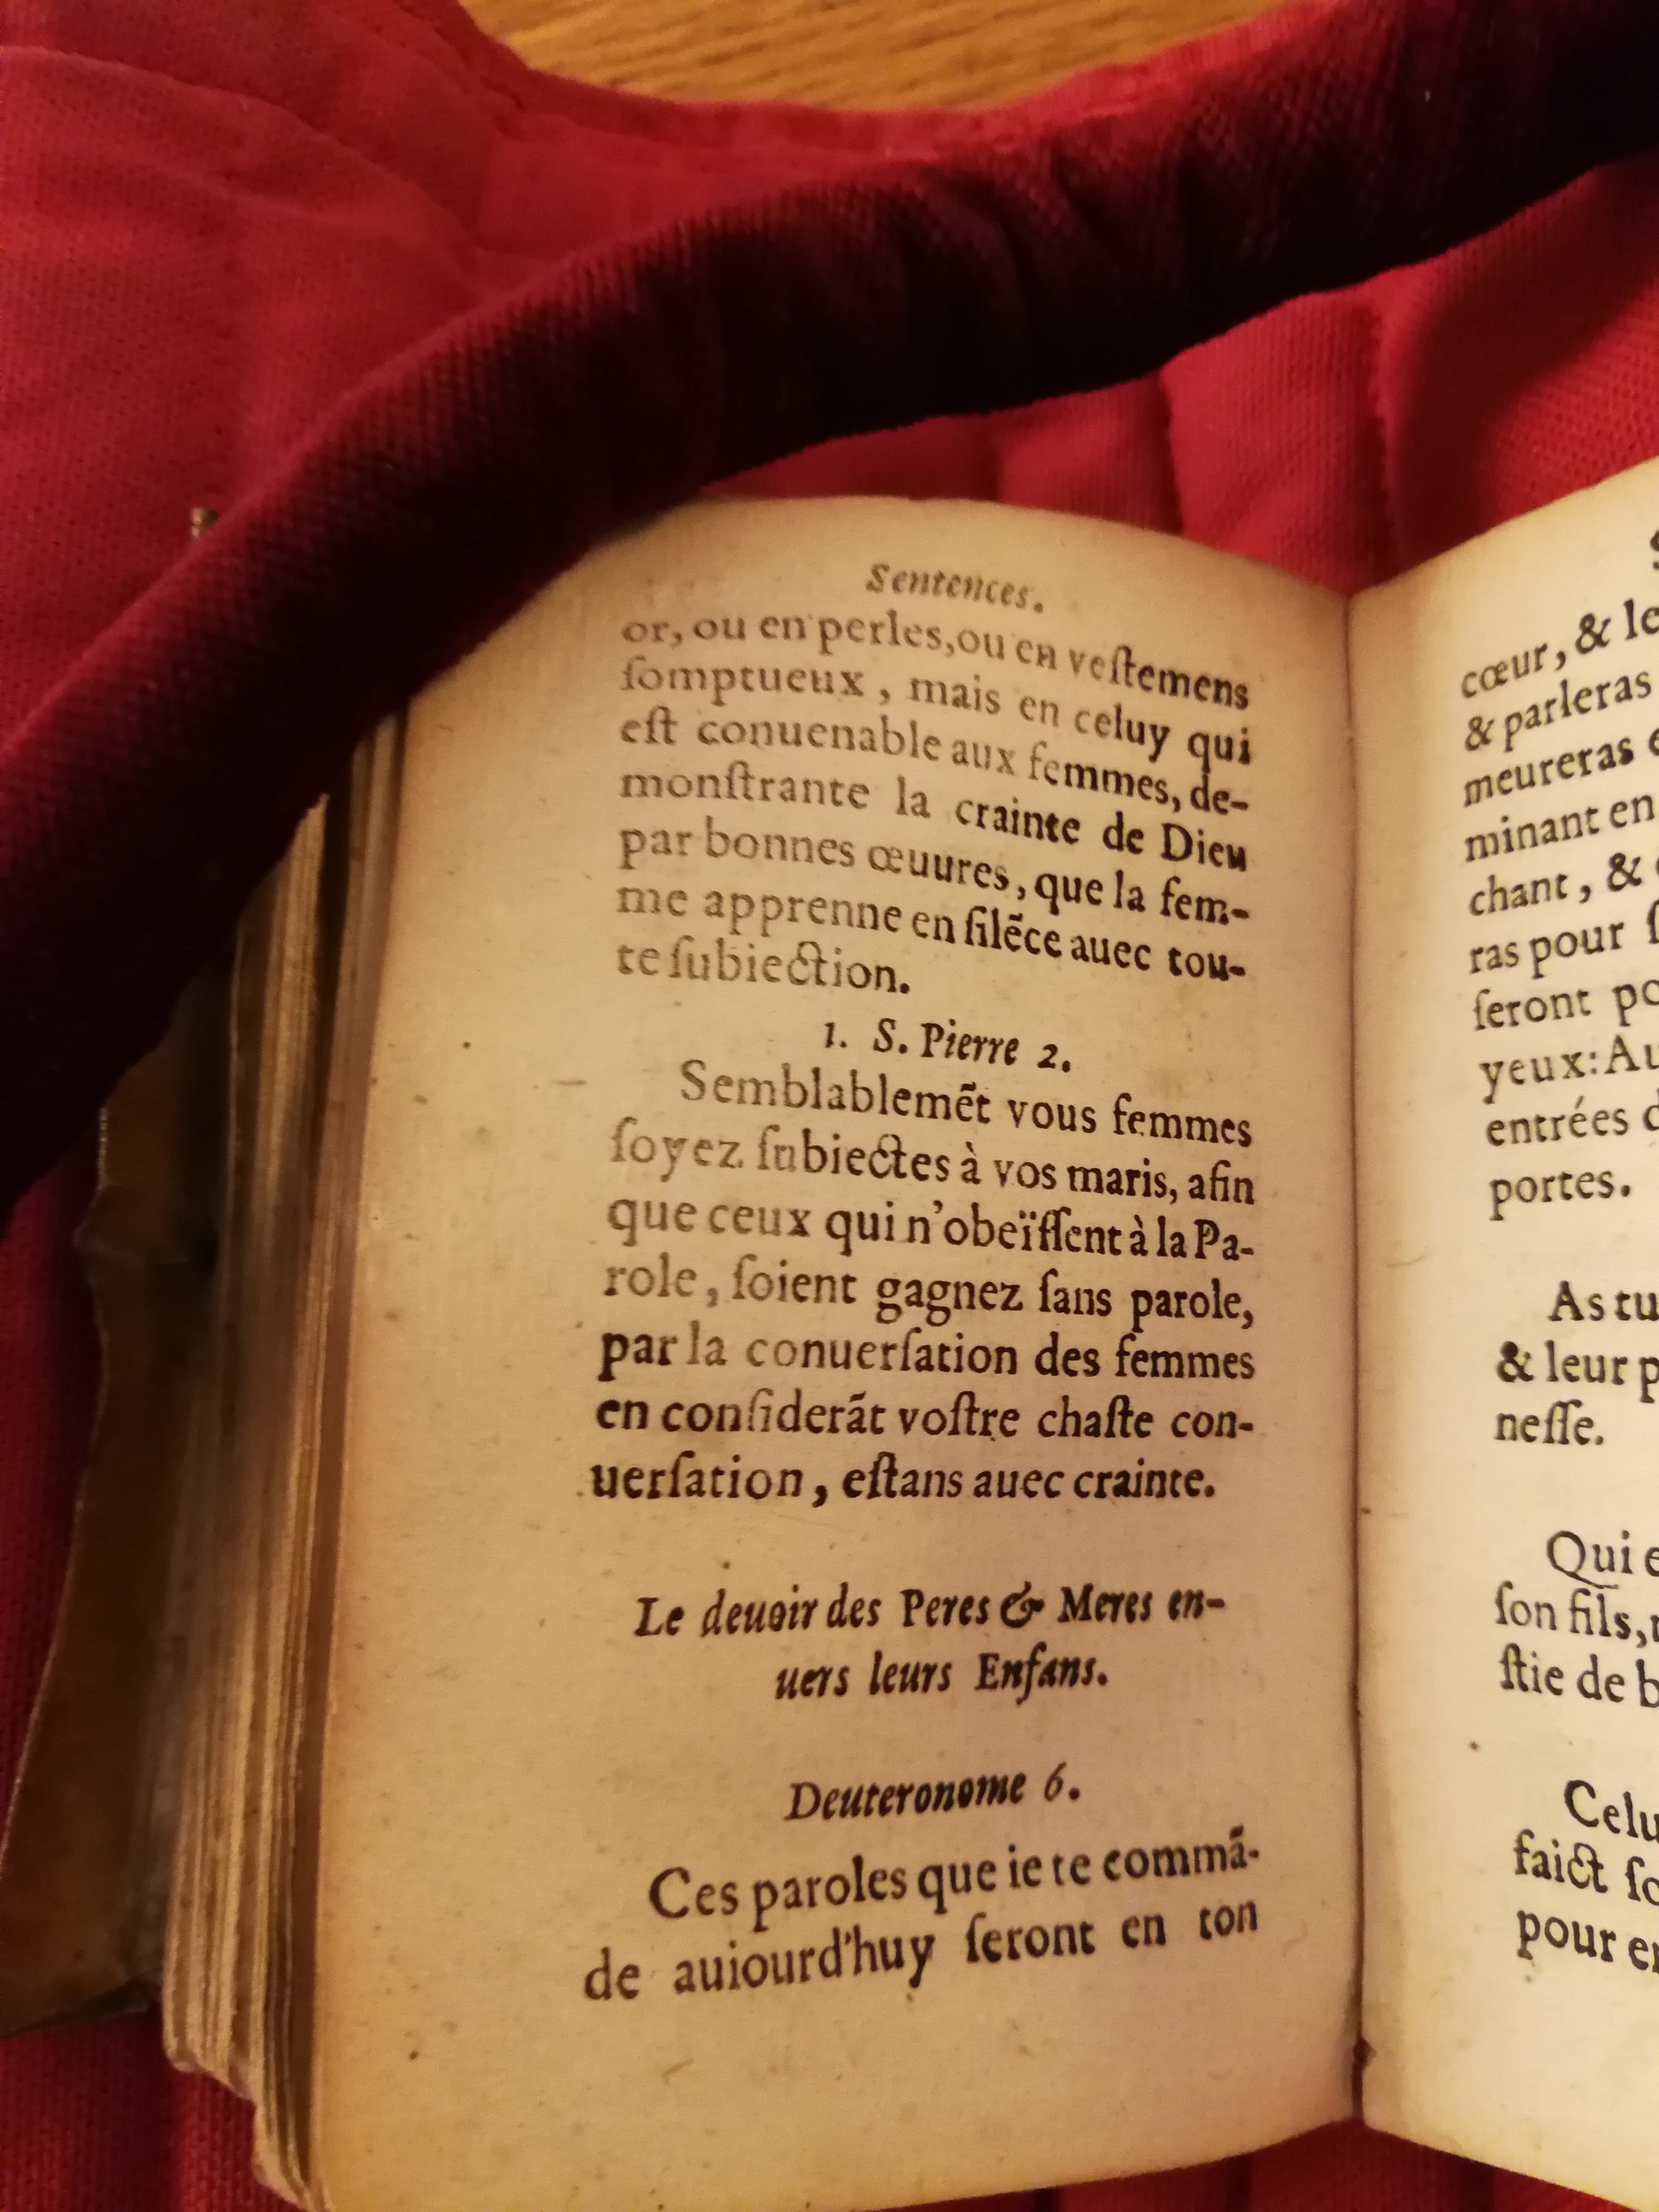 Sentences.
or, ou en perles, ou en veſtemens
ſomptueux, mais en celuy qui
eſt conuenable aux femmes, de-
monſtrante la crainte de Dieu
par bonnes œuures, que la fem-
me apprenne en ſilẽce auec tou-
te ſubiection.
1. S. Pierre 2.
Semblablemẽt vous femmes
ſoyez ſubiectes à vos maris, afin
que ceux qui n'obeïſſent à la Pa-
role, ſoient gagnez ſans parole,
par la conuerſation des femmes
en conſiderãt voſtre chaſte con-
uerſation, eſtans auec crainte.
Le deuoir des Peres & Meres en-
uers leurs Enfans.
Deuteronome 6.
Ces paroles que ie te commã-
de auiourd'huy ſeront en ton
cœur, & le
& parleras
meureras
minant en
chant, &
ras pour
ſeront
yeux: Au
entrées
portes.
As tu
& leur
neſſe.
Qui
ſon fils,
ſtie de
Celu
faict
pour